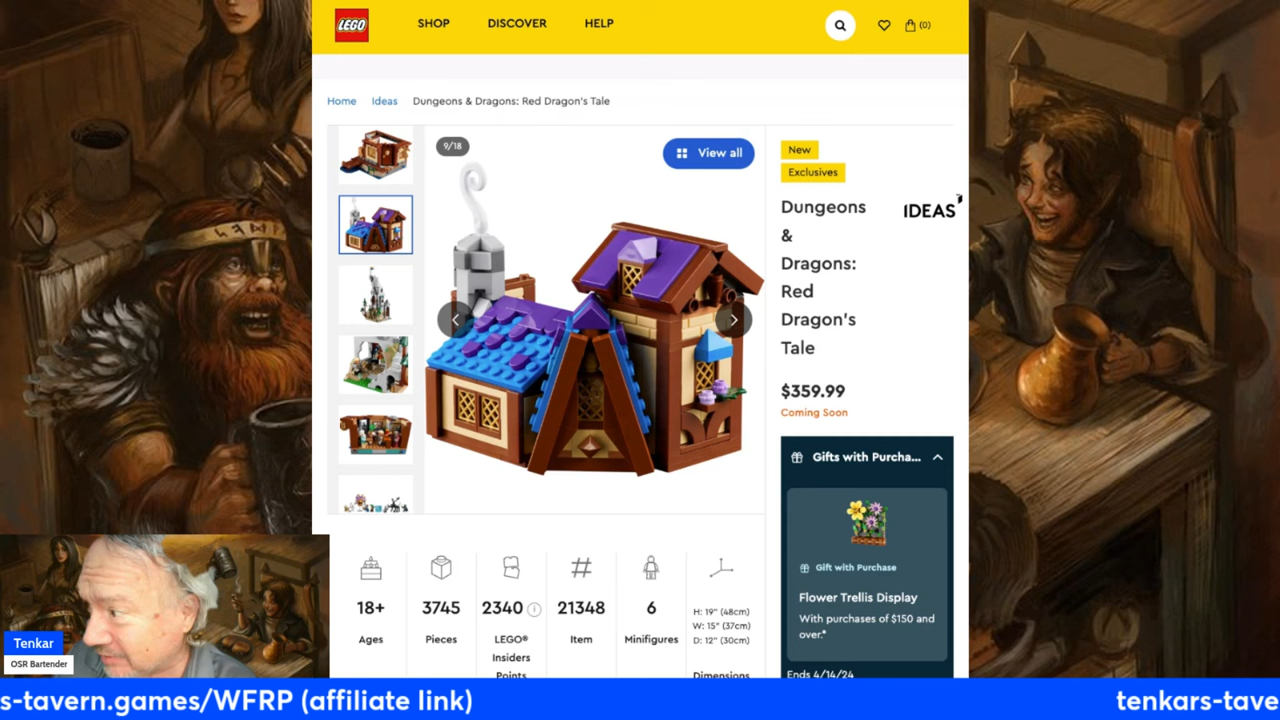 LEGO
SHOP
DISCOVER
HELP
(0)
Home
Ideas
Dungeons & Dragons: Red Dragon's Tale
9/18
View all
New
Exclusives
Dungeons
&
Dragons:
Red
Dragon's
Tale
IDEAS
$359.99
Coming Soon
Gifts with Purcha...
Gift with Purchase
Flower Trellis Display
With purchases of $150 and
over.*
Ends 4/14/24
18+
Ages
3745
Pieces
2340
LEGO®
Insiders
Points
#
21348
Item
6
Minifigures
H: 19" (48cm)
W: 15" (37cm)
D: 12" (30cm)
Dimensions
Tenkar
OSR Bartender
s-tavern.games/WFRP (affiliate link)
tenkars-tave